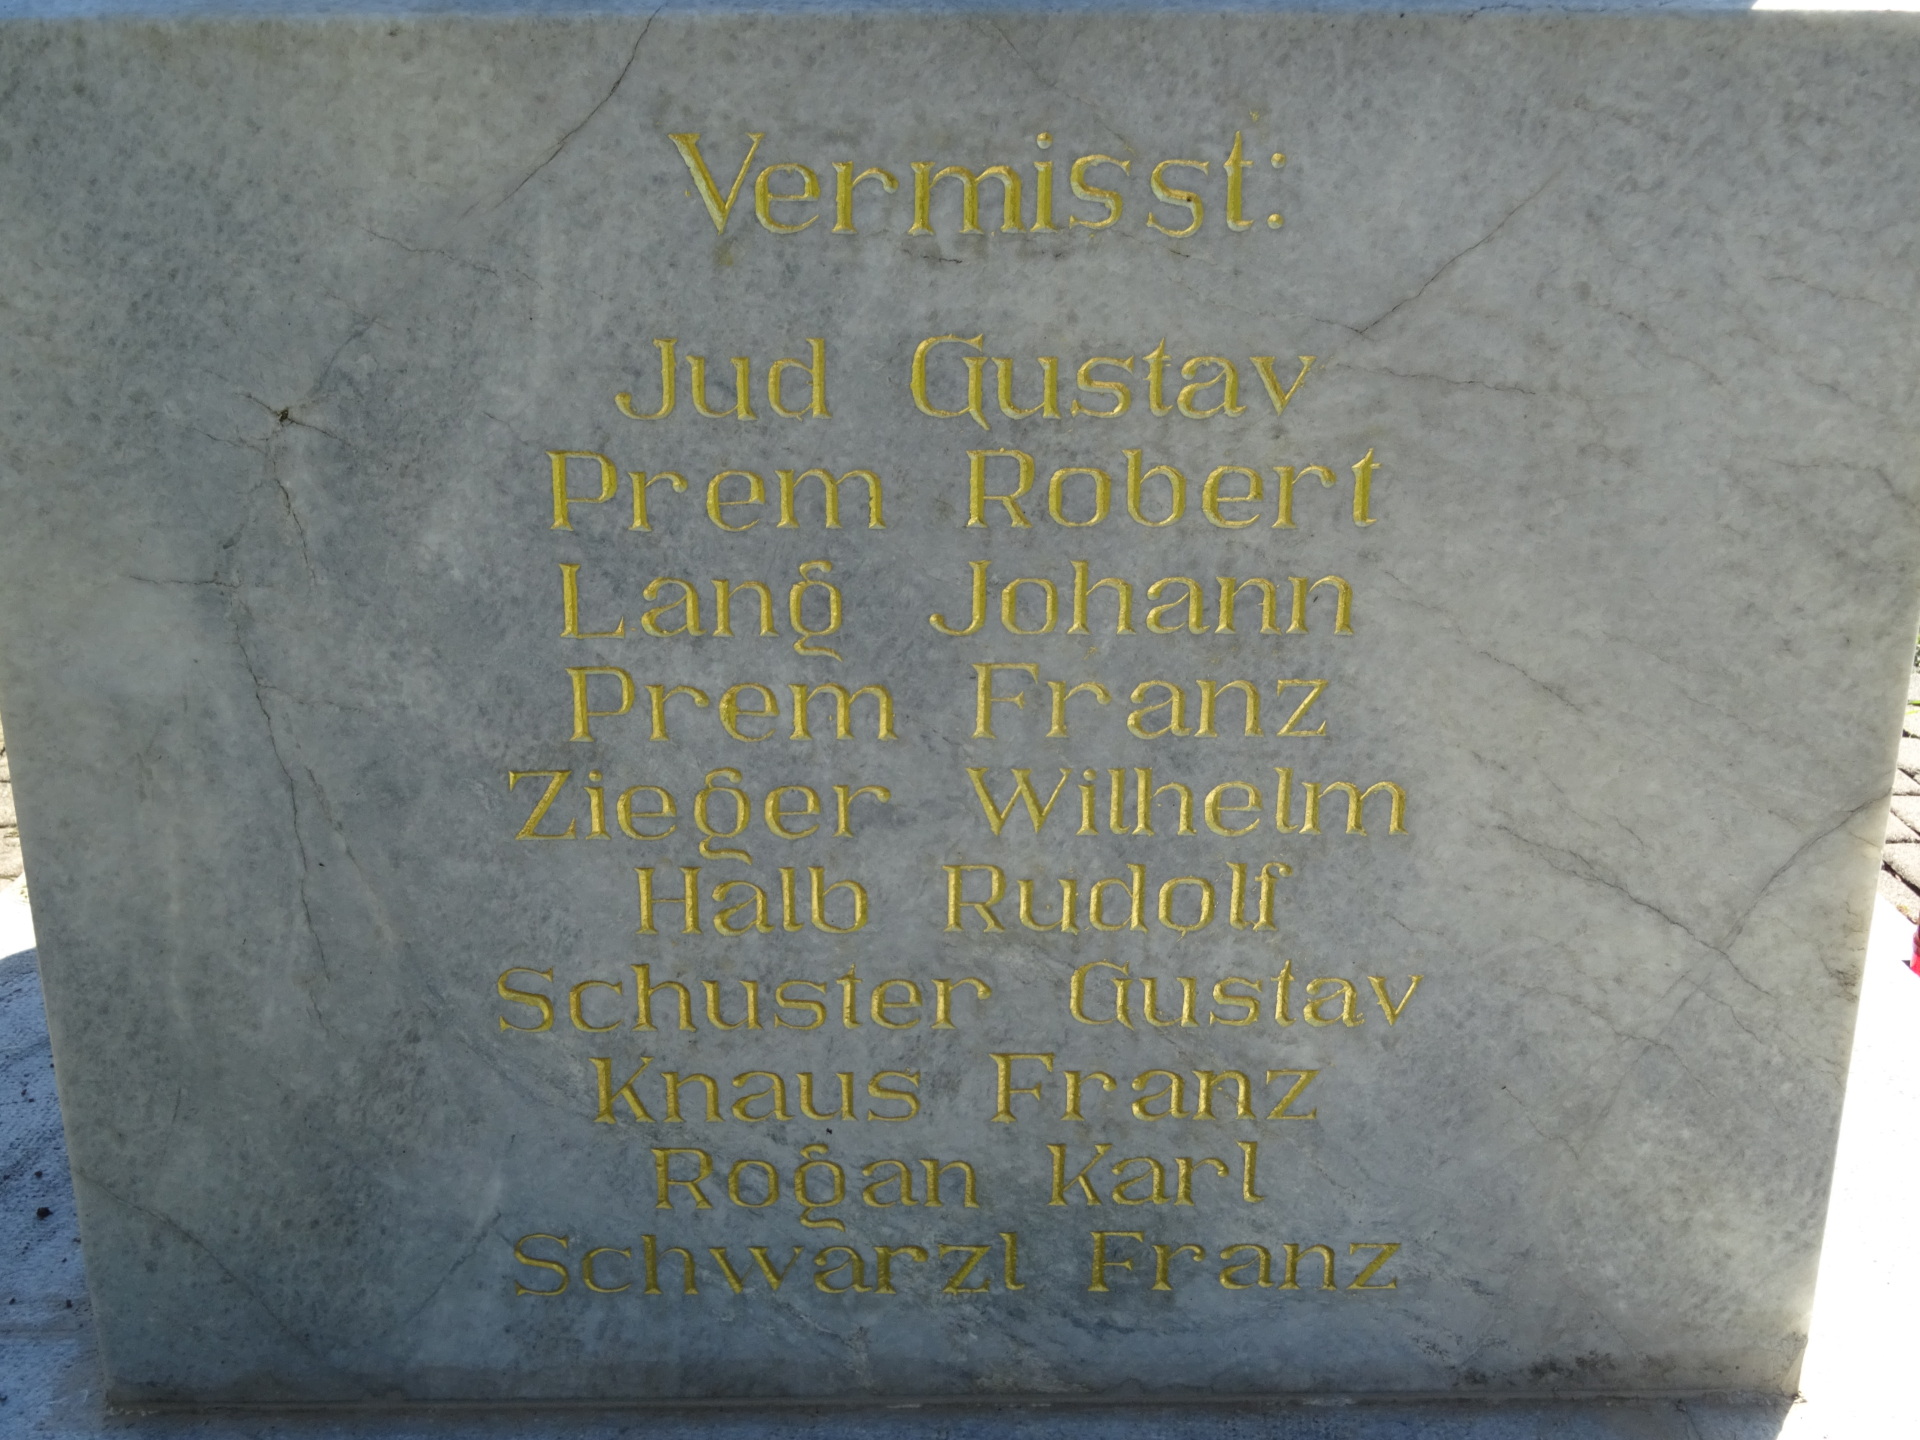 Vermisst:
Jud Gustav
Prem Robert
Lang Johann
Prem Franz
Zieger Wilhelm
Halb Rudolf
Schuster Gustav
Knaus Franz
Rogan Karl
Schwarzl Franz